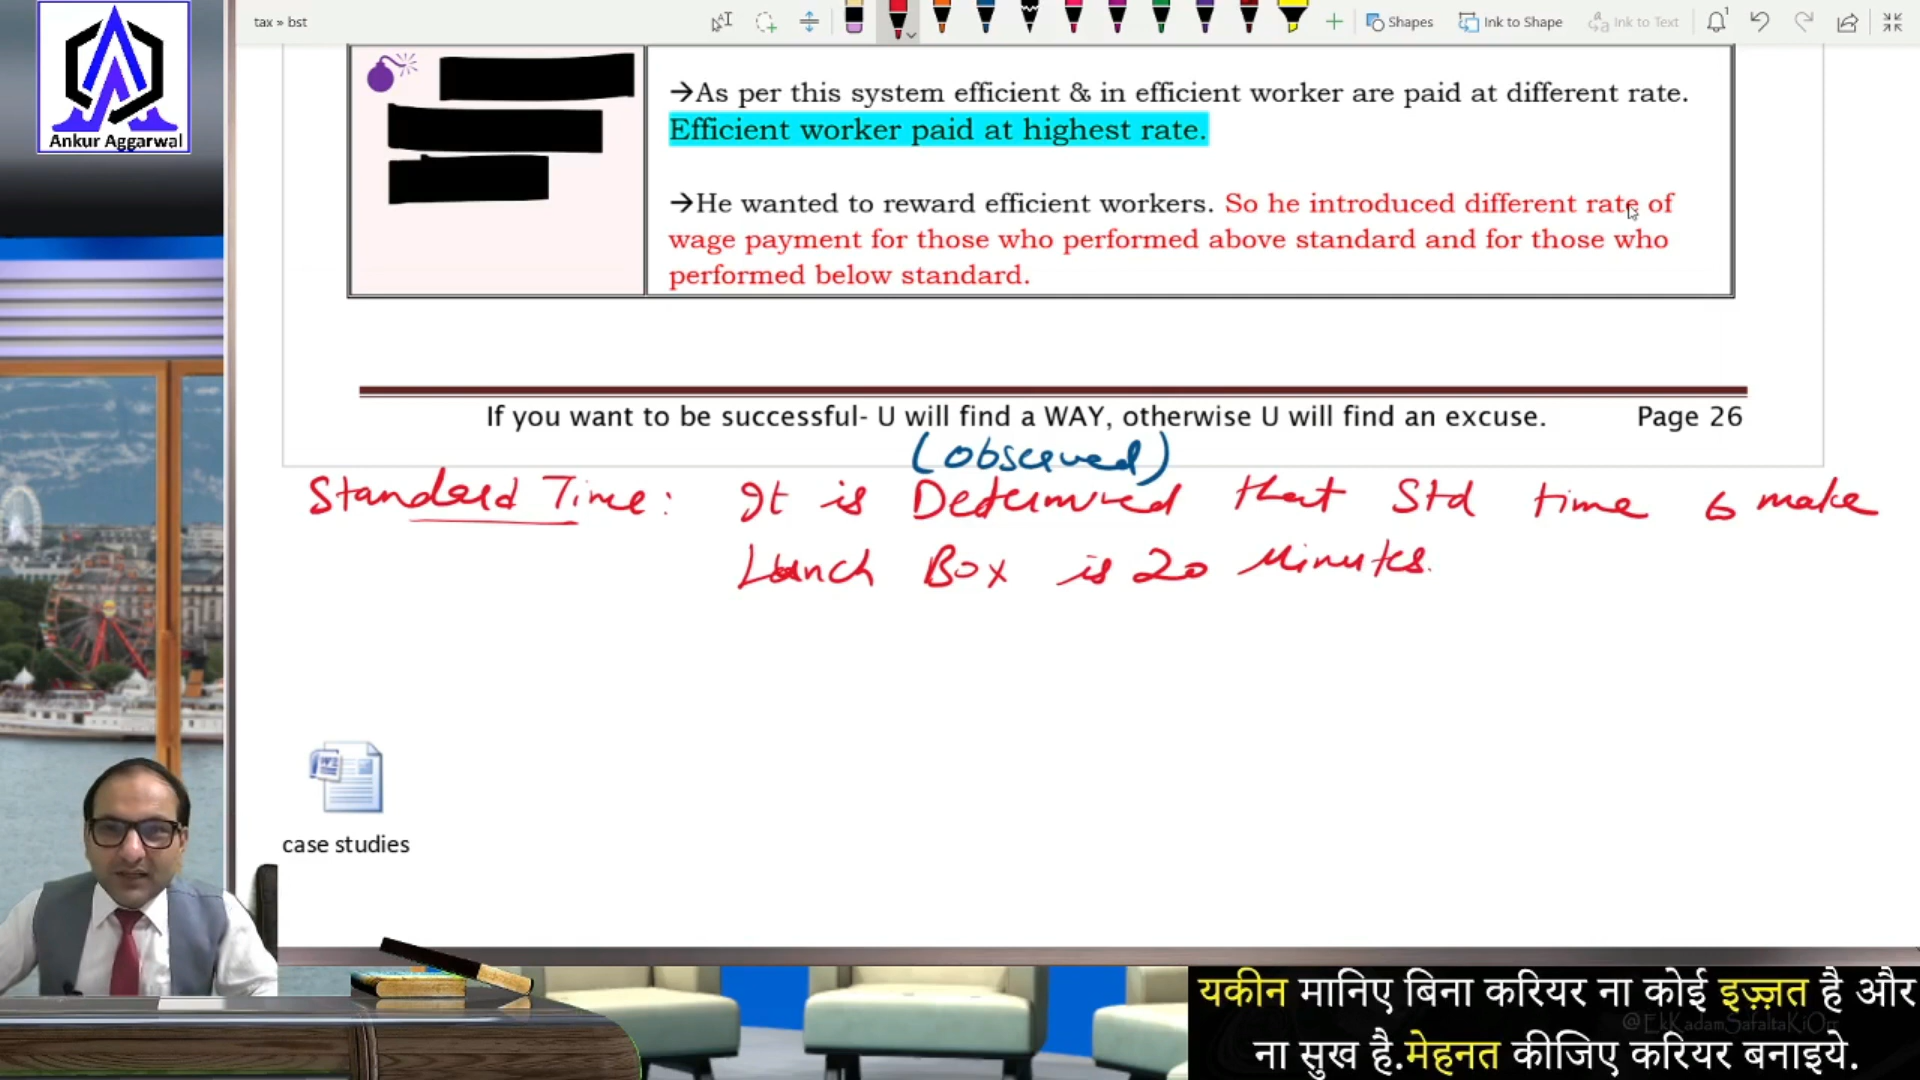 tax » bst
Shapes
Ink to Shape
Ink to Text
1
Ankur Aggarwal
→As per this system efficient & in efficient worker are paid at different rate.
Efficient worker paid at highest rate.
→He wanted to reward efficient workers. So he introduced different rate of
wage payment for those who performed above standard and for those who
performed below standard.
If you want to be successful- U will find a WAY, otherwise U will find an excuse. Page 26
(observed)
Standard Time: It is Determined that Std time to make
Lunch Box is 20 Minutes.
case studies
यकीन मानिए बिना करियर ना कोई इज़्ज़त है और
@EkKadamSafaltaKiOrr
ना सुख है.मेहनत कीजिए करियर बनाइये.